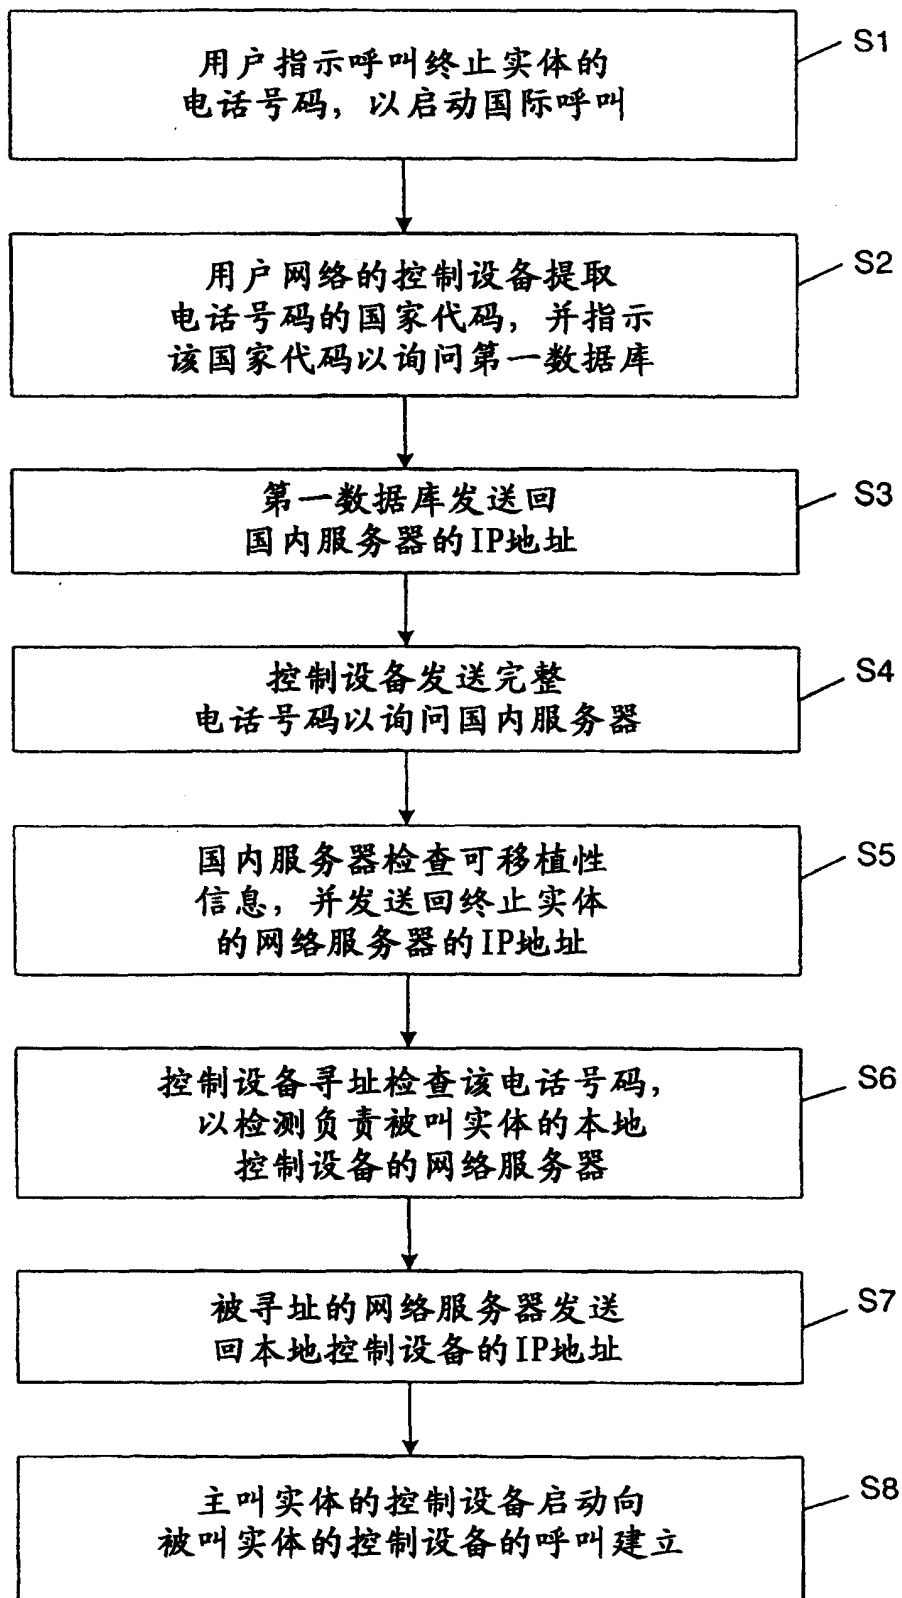 用户指示呼叫终止实体的
电话号码，以启动国际呼叫
S1
用户网络的控制设备提取
电话号码的国家代码，并指示
该国家代码以询问第一数据库
S2
第一数据库发送回
国内服务器的IP地址
S3
控制设备发送完整
电话号码以询问国内服务器
S4
国内服务器检查可移植性
信息，并发送回终止实体
的网络服务器的IP地址
S5
控制设备寻址检查该电话号码，
以检测负责被叫实体的本地
控制设备的网络服务器
S6
被寻址的网络服务器发送
回本地控制设备的IP地址
S7
主叫实体的控制设备启动向
被叫实体的控制设备的呼叫建立
S8